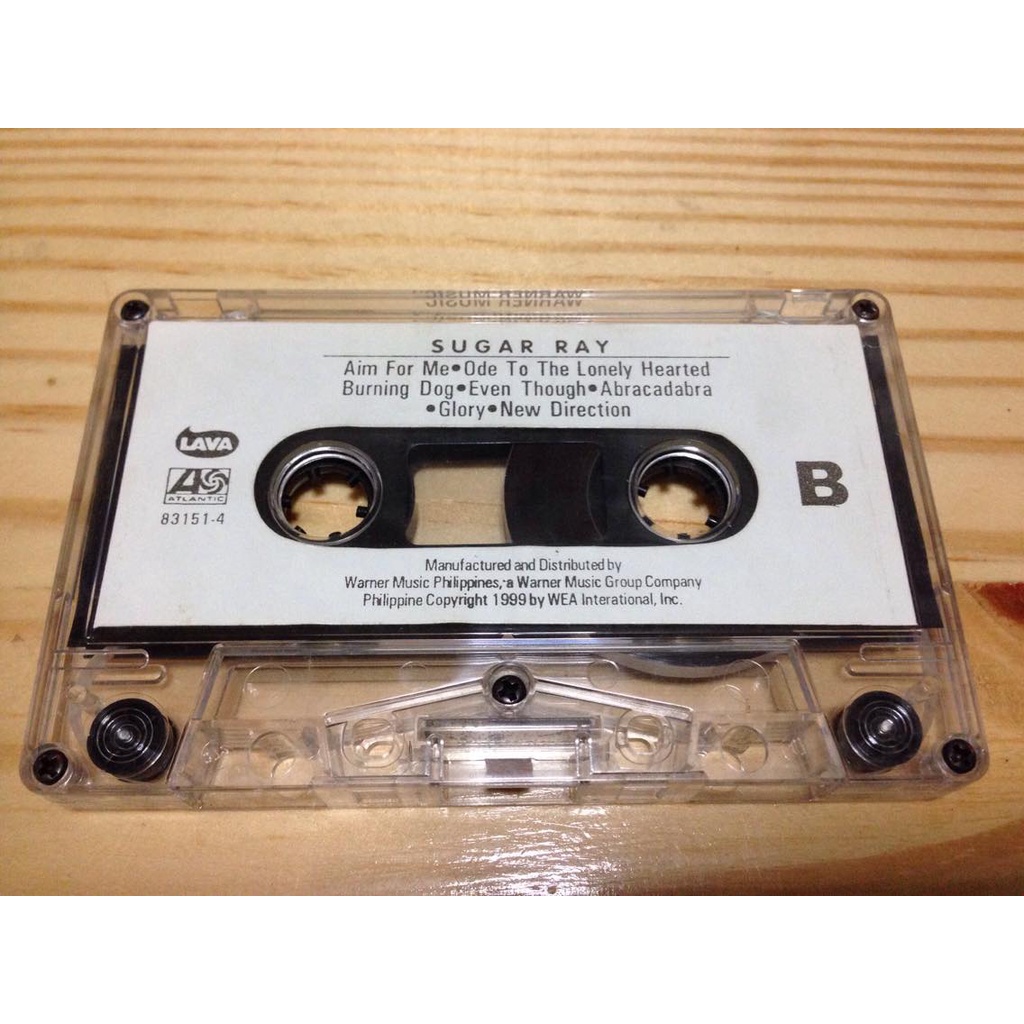 WARNER MUSIC
SUGAR RAY
Aim For Me•Ode To The Lonely Hearted
Burning Dog•Even Though•Abracadabra
•Glory•New Direction
LAVA
ATLANTIC
83151-4
B
Manufactured and Distributed by
Warner Music Philippines, a Warner Music Group Company
Philippine Copyright 1999 by WEA Interational, Inc.